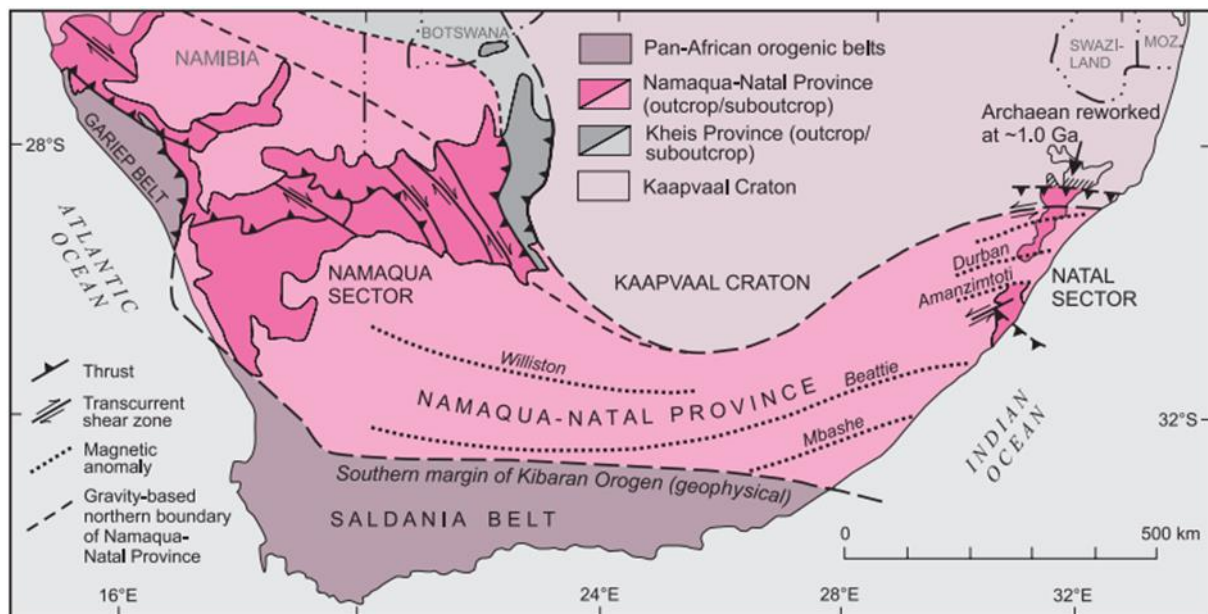 NAMIBIA
BOTSWANA
SWAZI-
LAND
MOZ.
Pan-African orogenic belts
Namaqua-Natal Province
(outcrop/suboutcrop)
Kheis Province (outcrop/
suboutcrop)
Kaapvaal Craton
Archaean reworked
at ~1.0 Ga
28°S
GARIEP BELT
ATLANTIC
OCEAN
NAMAQUA
SECTOR
KAAPVAAL CRATON
Durban
Amanzimtoti
NATAL
SECTOR
Williston
Beattie
Mbashe
NAMAQUA-NATAL PROVINCE
INDIAN
OCEAN
32°S
Southern margin of Kibaran Orogen (geophysical)
SALDANIA BELT
Thrust
Transcurrent
shear zone
Magnetic
anomaly
Gravity-based
northern boundary
of Namaqua-
Natal Province
0
500 km
16°E
24°E
28°E
32°E